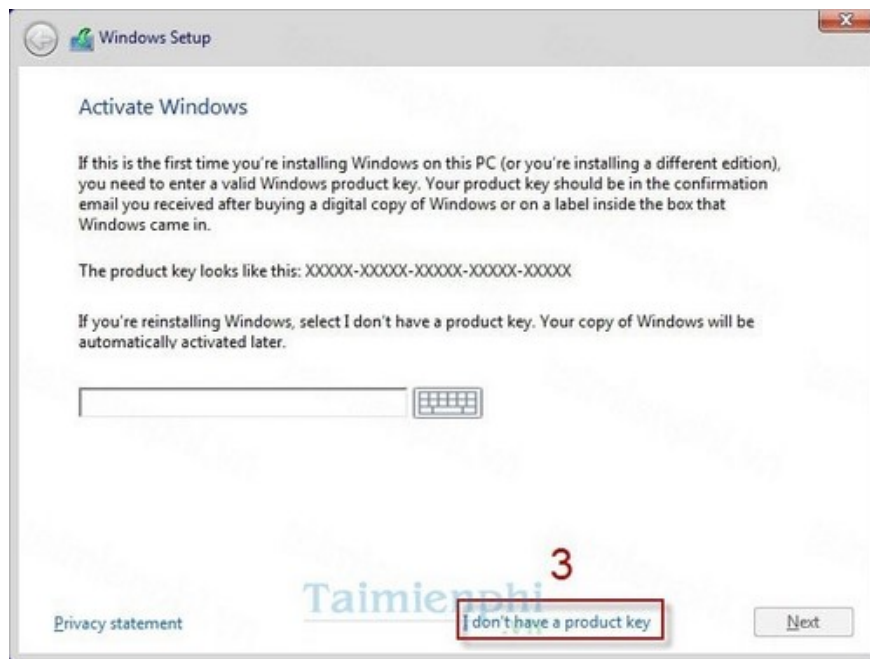 Windows Setup
Activate Windows
If this is the first time you're installing Windows on this PC (or you're installing a different edition),
you need to enter a valid Windows product key. Your product key should be in the confirmation
email you received after buying a digital copy of Windows or on a label inside the box that
Windows came in.
The product key looks like this: XXXXX-XXXXX-XXXXX-XXXXX-XXXXX
If you're reinstalling Windows, select I don't have a product key. Your copy of Windows will be
automatically activated later.
3
Taimienphi
.vn
Privacy statement
I don't have a product key
Next